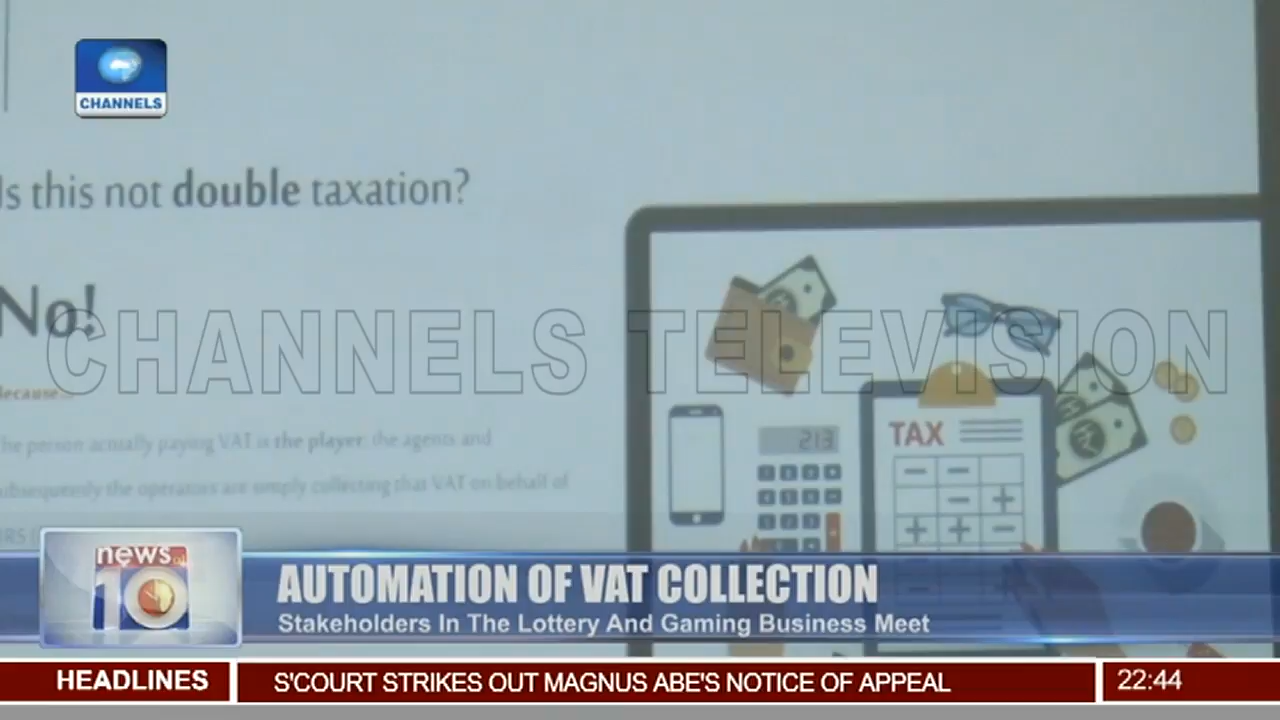 CHANNELS
Is this not double taxation?
No!
Because...
he person actually paying VAT is the player: the agents and
ubsequently the operators are simply collecting that VAT on behalf of
CHANNELS TELEVISION
213
TAX
news at
10
AUTOMATION OF VAT COLLECTION
Stakeholders In The Lottery And Gaming Business Meet
HEADLINES
S'COURT STRIKES OUT MAGNUS ABE'S NOTICE OF APPEAL
22:44